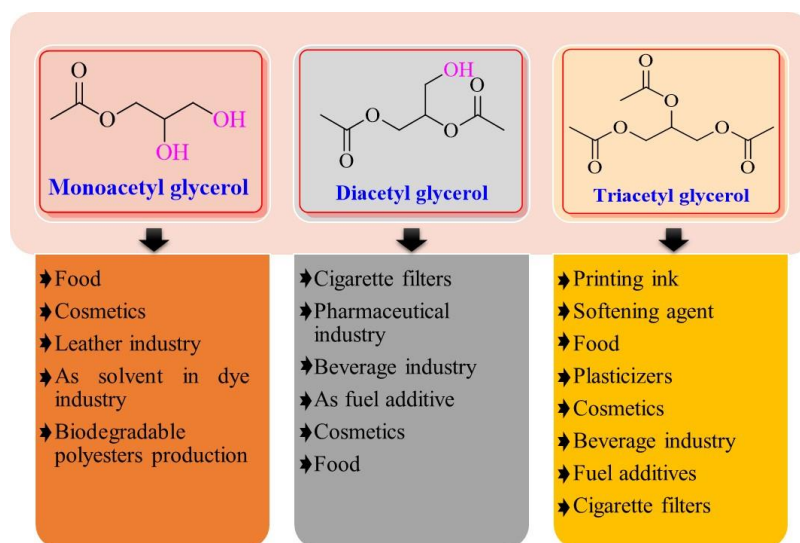 O
O
OH
OH
Monoacetyl glycerol
OH
O
O
O
O
Diacetyl glycerol
O
O
O
O
O
O
Triacetyl glycerol
Food
Cosmetics
Leather industry
As solvent in dye
industry
Biodegradable
polyesters production
Cigarette filters
Pharmaceutical
industry
Beverage industry
As fuel additive
Cosmetics
Food
Printing ink
Softening agent
Food
Plasticizers
Cosmetics
Beverage industry
Fuel additives
Cigarette filters